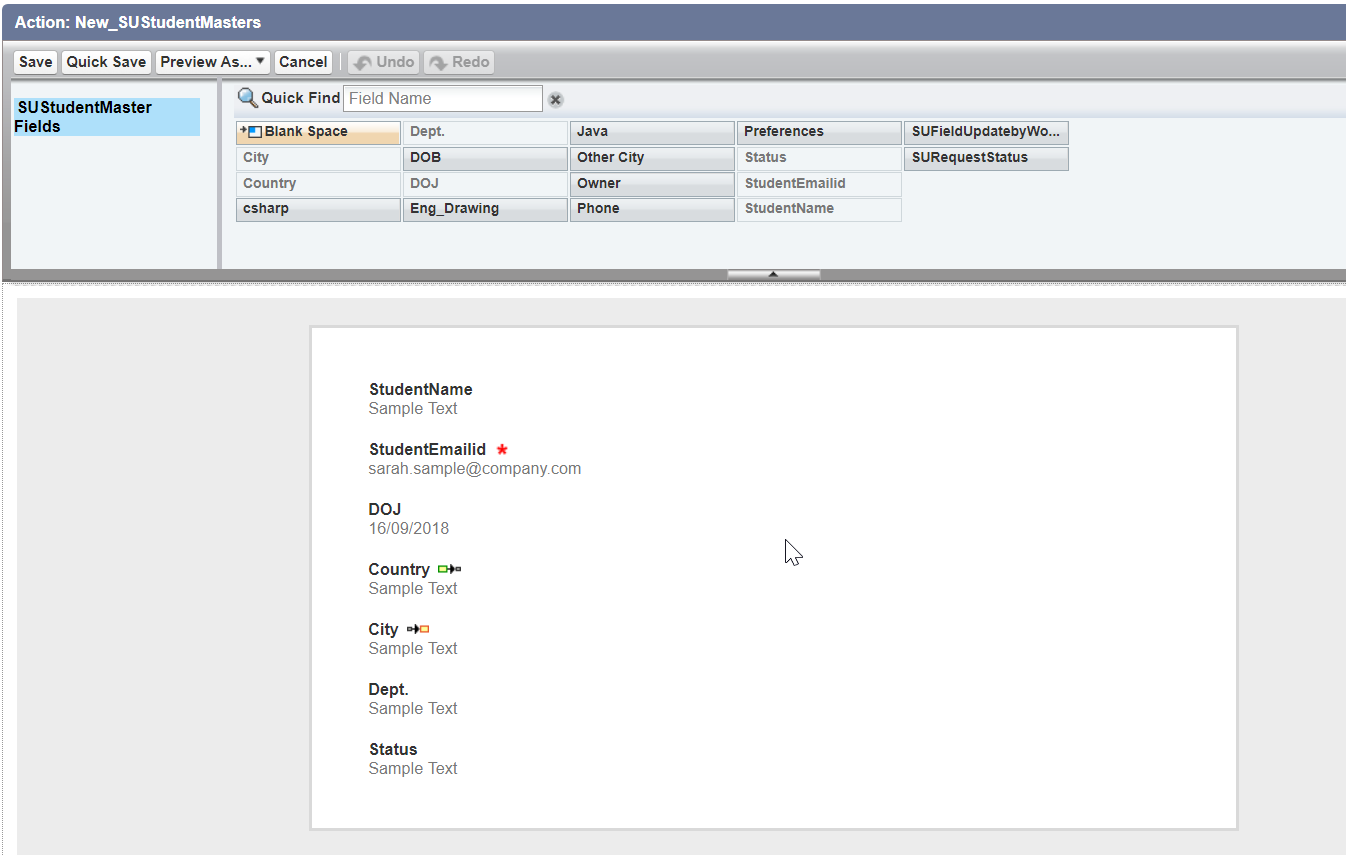 Action: New_SUStudentMasters
Save Quick Save Preview As... Cancel Undo Redo
SUStudentMaster
Fields
Quick Find Field Name
Blank Space Dept. Java Preferences SUFieldUpdatebyWo...
City DOB Other City Status SURequestStatus
Country DOJ Owner StudentEmailid
csharp Eng_Drawing Phone StudentName
StudentName
Sample Text
StudentEmailid *
sarah.sample@company.com
DOJ
16/09/2018
Country
Sample Text
City
Sample Text
Dept.
Sample Text
Status
Sample Text